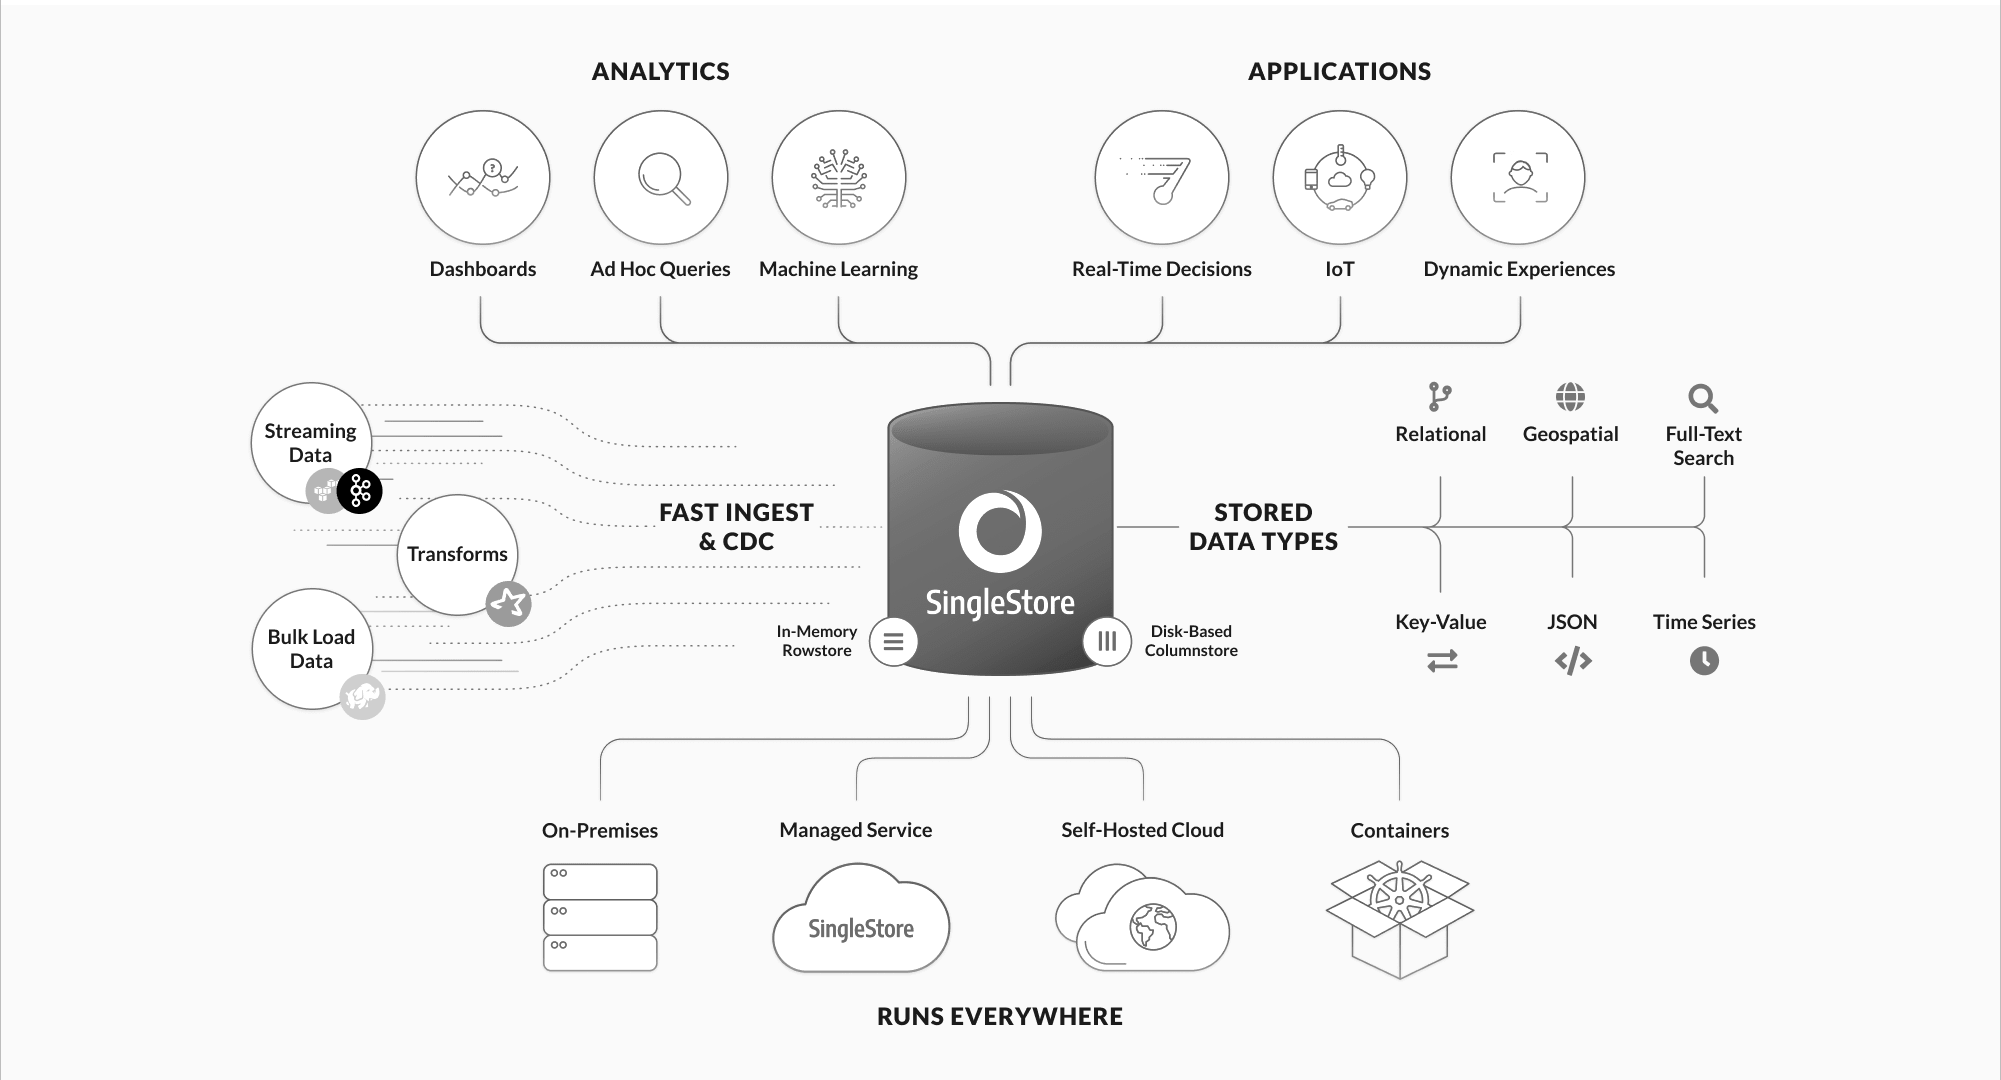 ANALYTICS
APPLICATIONS
?
Dashboards
Ad Hoc Queries
Machine Learning
Real-Time Decisions
IoT
Dynamic Experiences
Streaming
Data
Transforms
Bulk Load
Data
FAST INGEST
& CDC
SingleStore
In-Memory
Rowstore
Disk-Based
Columnstore
STORED
DATA TYPES
Relational
Geospatial
Full-Text
Search
Key-Value
JSON
Time Series
On-Premises
Managed Service
Self-Hosted Cloud
Containers
SingleStore
RUNS EVERYWHERE